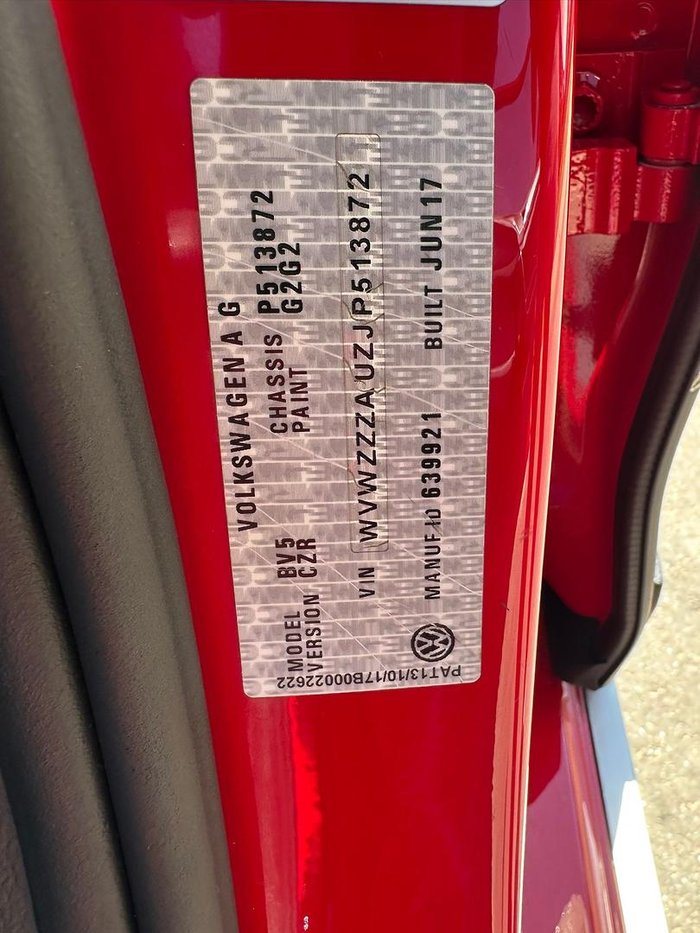 VOLKSWAGEN A G
MODEL BV5 CHASSIS P513872
VERSION CZR PAINT G2G2
VIN WVWZZZAUZJP513872
MANUF ID 639921 BUILT JUN17
PAT13/10/17B00022622